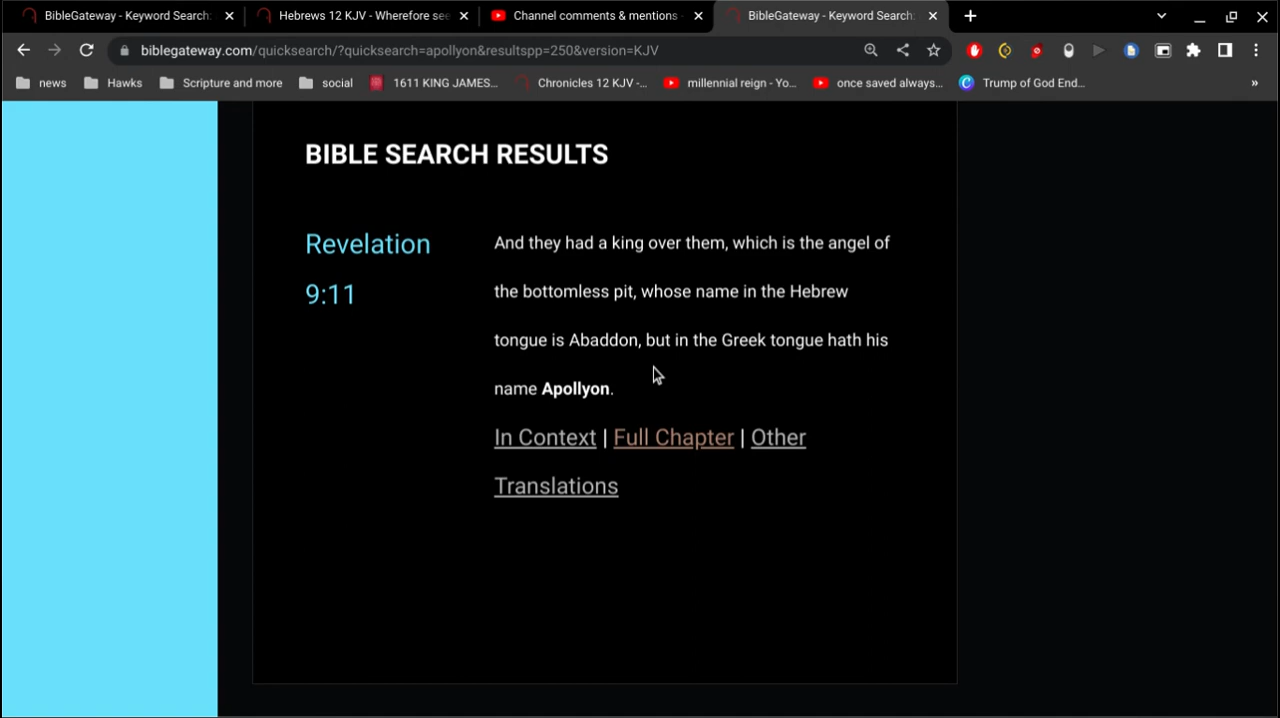 BibleGateway - Keyword Search:
Hebrews 12 KJV - Wherefore see
Channel comments & mentions -
BibleGateway - Keyword Search:
biblegateway.com/quicksearch/?quicksearch=apollyon&resultspp=250&version=KJV
news
Hawks
Scripture and more
social
1611 KING JAMES...
Chronicles 12 KJV -...
millennial reign - Yo...
once saved always...
Trump of God End...
»
BIBLE SEARCH RESULTS
Revelation
9:11
And they had a king over them, which is the angel of
the bottomless pit, whose name in the Hebrew
tongue is Abaddon, but in the Greek tongue hath his
name Apollyon.
In Context | Full Chapter | Other
Translations